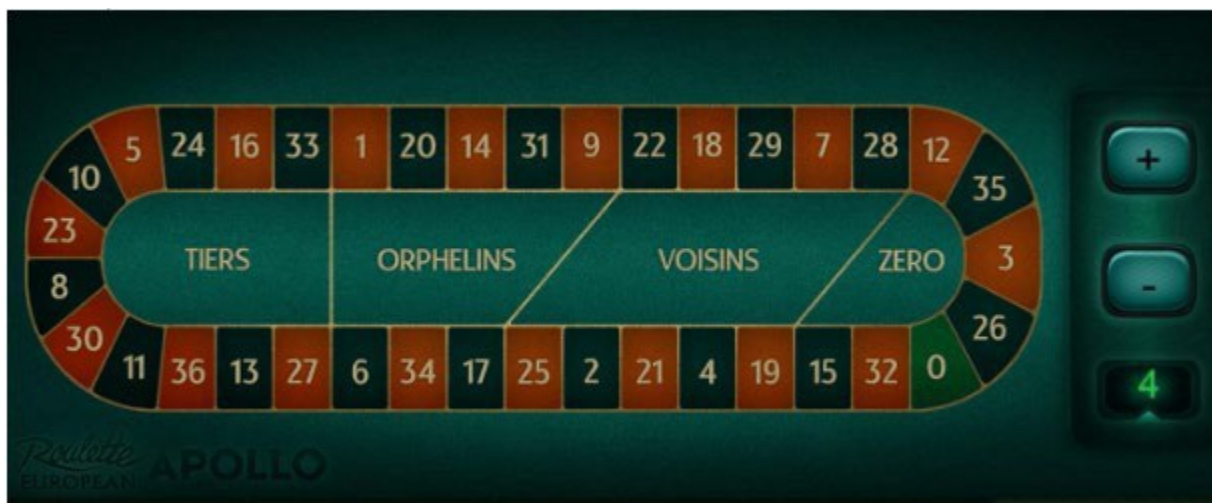 5 24 16 33 1 20 14 31 9 22 18 29 7 28 12
10 35
+
23 TIERS ORPHELINS VOISINS ZERO 3
8 -
30 26
11 36 13 27 6 34 17 25 2 21 4 19 15 32 0
4
Roulette
EUROPEAN APOLLO